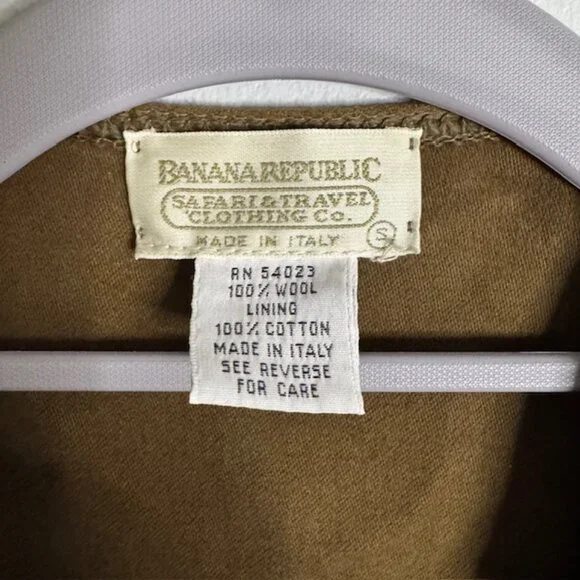 BANANA REPUBLIC
SAFARI & TRAVEL
CLOTHING CO.
MADE IN ITALY S
RN 54023
100% WOOL
LINING
100% COTTON
MADE IN ITALY
SEE REVERSE
FOR CARE